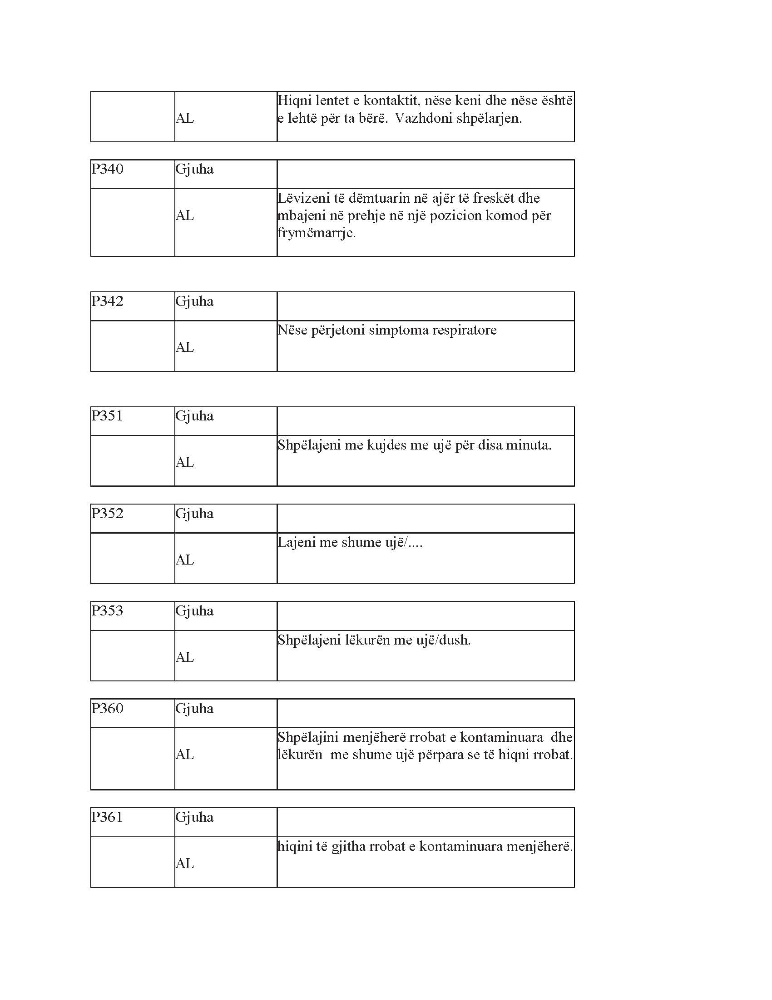 Hiqni lentet e kontaktit, nëse keni dhe nëse është
AL e lehtë për ta bërë.  Vazhdoni shpëlarjen.
P340 Gjuha
Lëvizeni të dëmtuarin në ajër të freskët dhe
AL mbajeni në prehje në një pozicion komod për
frymëmarrje.
P342 Gjuha
Nëse përjetoni simptoma respiratore
AL
P351 Gjuha
Shpëlajeni me kujdes me ujë për disa minuta.
AL
P352 Gjuha
Lajeni me shume ujë/....
AL
P353 Gjuha
Shpëlajeni lëkurën me ujë/dush.
AL
P360 Gjuha
Shpëlajini menjëherë rrobat e kontaminuara  dhe
AL lëkurën  me shume ujë përpara se të hiqni rrobat.
P361 Gjuha
hiqini të gjitha rrobat e kontaminuara menjëherë.
AL